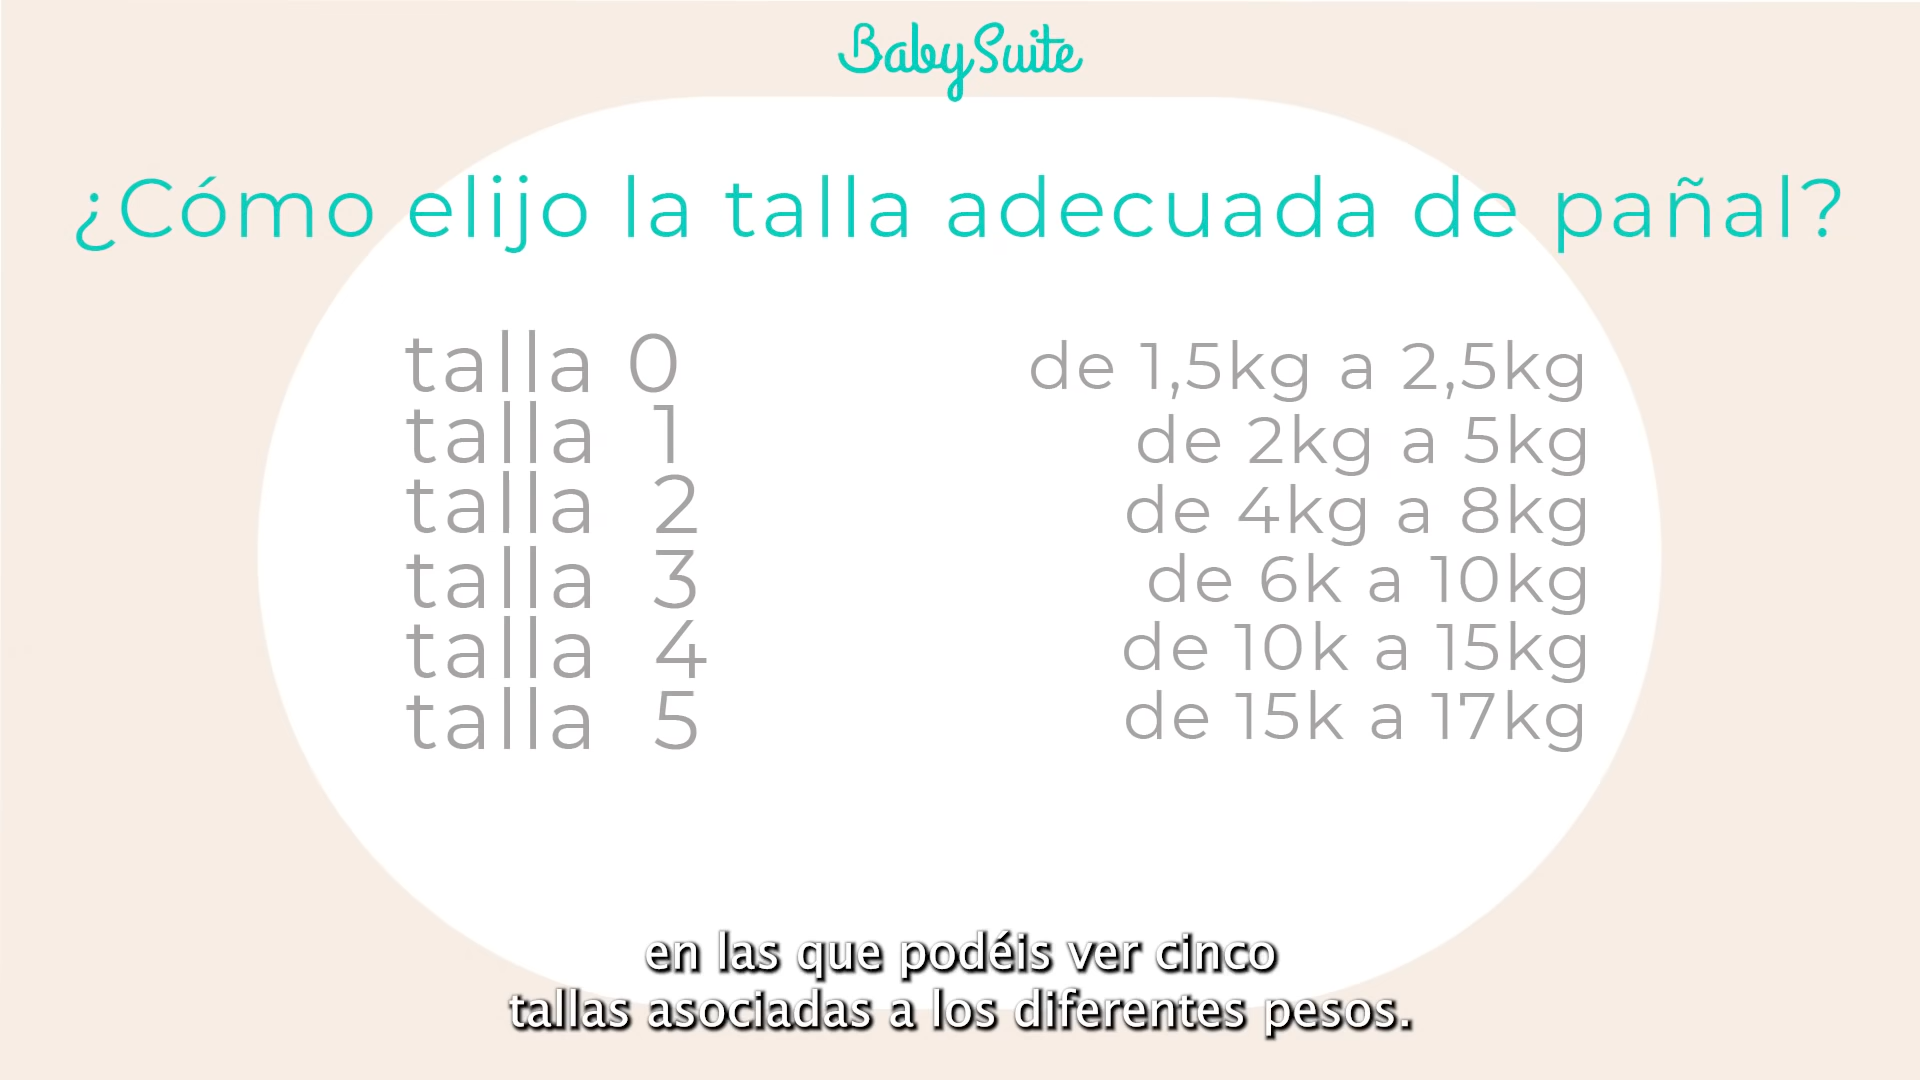 BabySuite
¿Cómo elijo la talla adecuada de pañal?
talla 0 de 1,5kg a 2,5kg
talla 1 de 2kg a 5kg
talla 2 de 4kg a 8kg
talla 3 de 6k a 10kg
talla 4 de 10k a 15kg
talla 5 de 15k a 17kg
en las que podéis ver cinco
tallas asociadas a los diferentes pesos.